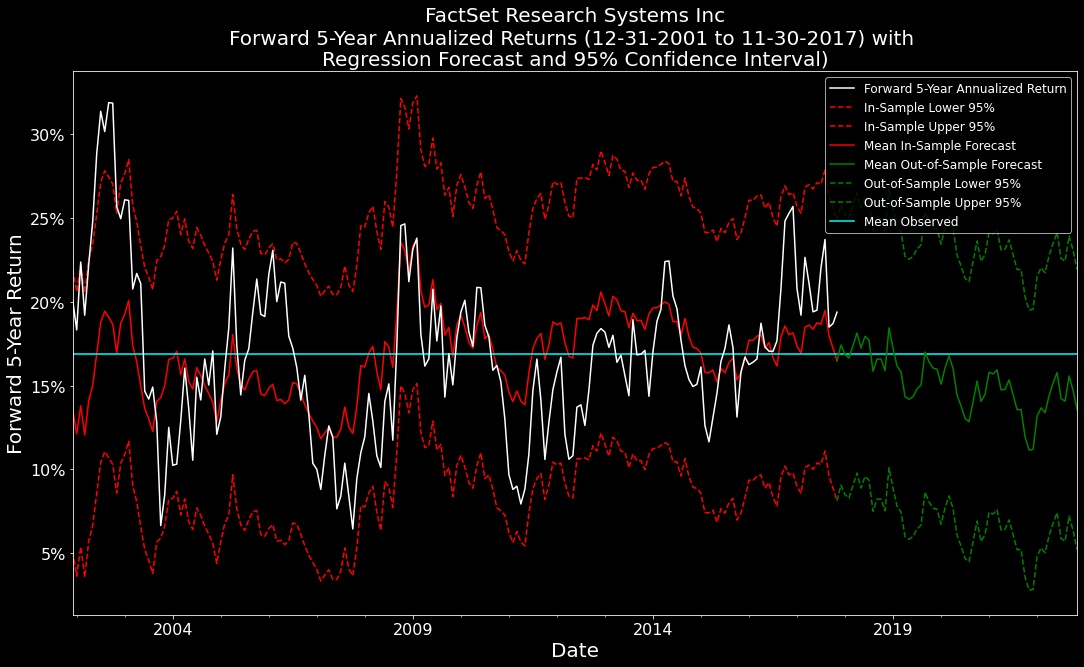 FactSet Research Systems Inc
Forward 5-Year Annualized Returns (12-31-2001 to 11-30-2017) with
Regression Forecast and 95% Confidence Interval)
Forward 5-Year Annualized Return
In-Sample Lower 95%
In-Sample Upper 95%
Mean In-Sample Forecast
Mean Out-of-Sample Forecast
Out-of-Sample Lower 95%
Out-of-Sample Upper 95%
Mean Observed
Forward 5-Year Return
30%
25%
20%
15%
10%
5%
2004
2009
2014
2019
Date